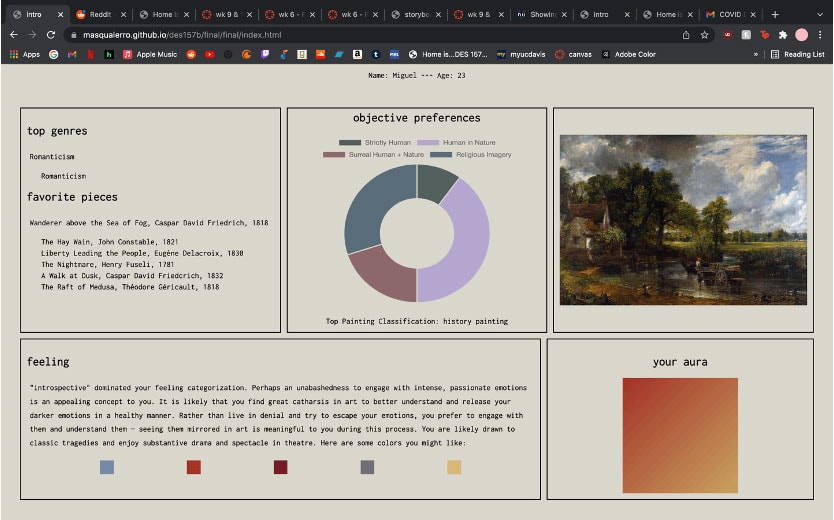 intro
Reddit
Home is
wk 9 &
wk 6 -
wk 6 -
storybo
wk 9 &
Showin
intro
Home is
COVID
masqualerro.github.io/des157b/final/final/index.html
Apps
Apple Music
Home is...DES 157...
myucdavis
canvas
Adobe Color
»
Reading List
Name: Miguel --- Age: 23
top genres
Romanticism
Romanticism
favorite pieces
Wanderer above the Sea of Fog, Caspar David Friedrich, 1818
The Hay Wain, John Constable, 1821
Liberty Leading the People, Eugène Delacroix, 1830
The Nightmare, Henry Fuseli, 1781
A Walk at Dusk, Caspar David Friedrich, 1832
The Raft of Medusa, Théodore Géricault, 1818
objective preferences
Strictly Human
Human in Nature
Surreal Human + Nature
Religious Imagery
Top Painting Classification: history painting
feeling
"introspective" dominated your feeling categorization. Perhaps an unabashedness to engage with intense, passionate emotions
is an appealing concept to you. It is likely that you find great catharsis in art to better understand and release your
darker emotions in a healthy manner. Rather than live in denial and try to escape your emotions, you prefer to engage with
them and understand them — seeing them mirrored in art is meaningful to you during this process. You are likely drawn to
classic tragedies and enjoy substantive drama and spectacle in theatre. Here are some colors you might like:
your aura